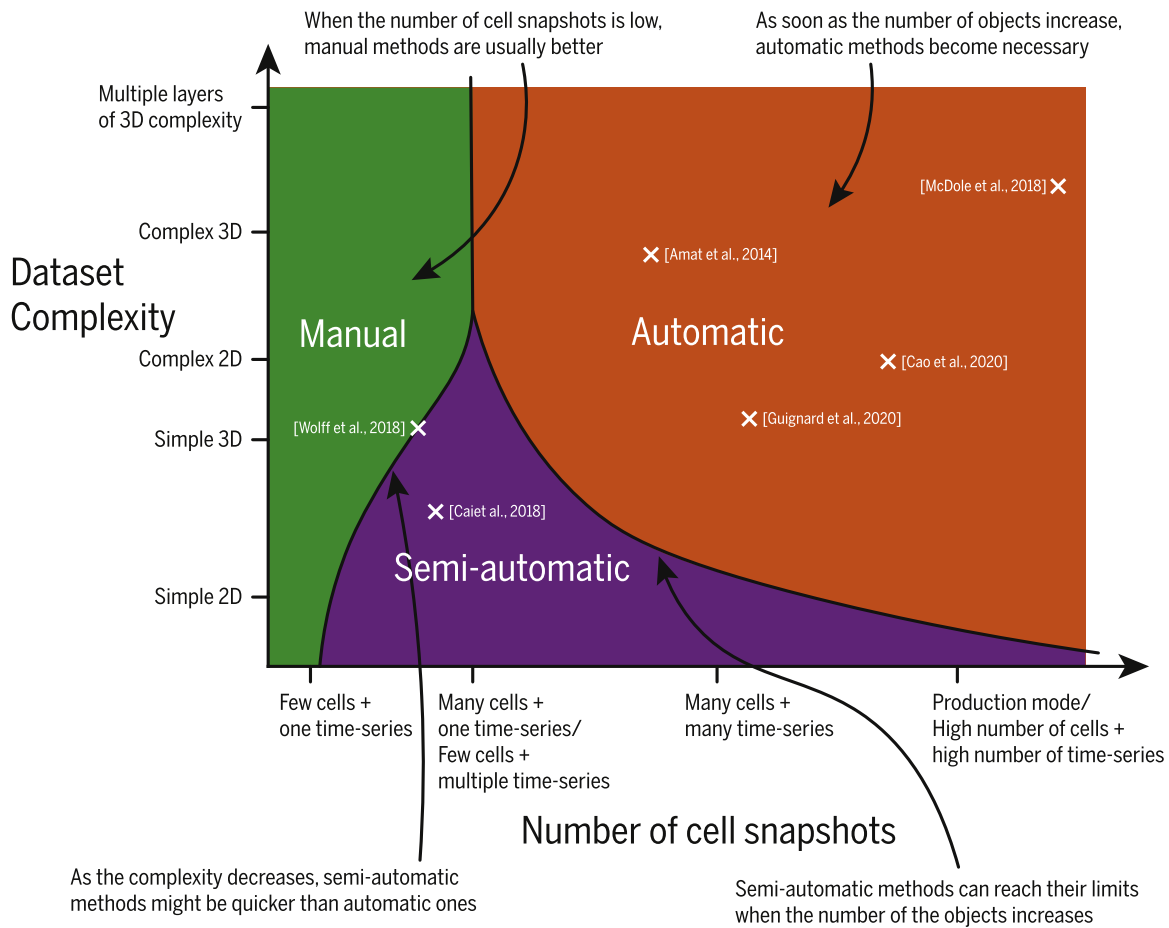 When the number of cell snapshots is low,
manual methods are usually better
As soon as the number of objects increase,
automatic methods become necessary
Multiple layers
of 3D complexity
[McDole et al., 2018]
Complex 3D
[Amat et al., 2014]
Dataset
Complexity
Manual
Automatic
Complex 2D
[Cao et al., 2020]
[Guignard et al., 2020]
[Wolff et al., 2018]
Simple 3D
[Caiet al., 2018]
Semi-automatic
Simple 2D
Few cells +
one time-series
Many cells +
one time-series/
Few cells +
multiple time-series
Many cells +
many time-series
Production mode/
High number of cells +
high number of time-series
Number of cell snapshots
As the complexity decreases, semi-automatic
methods might be quicker than automatic ones
Semi-automatic methods can reach their limits
when the number of the objects increases